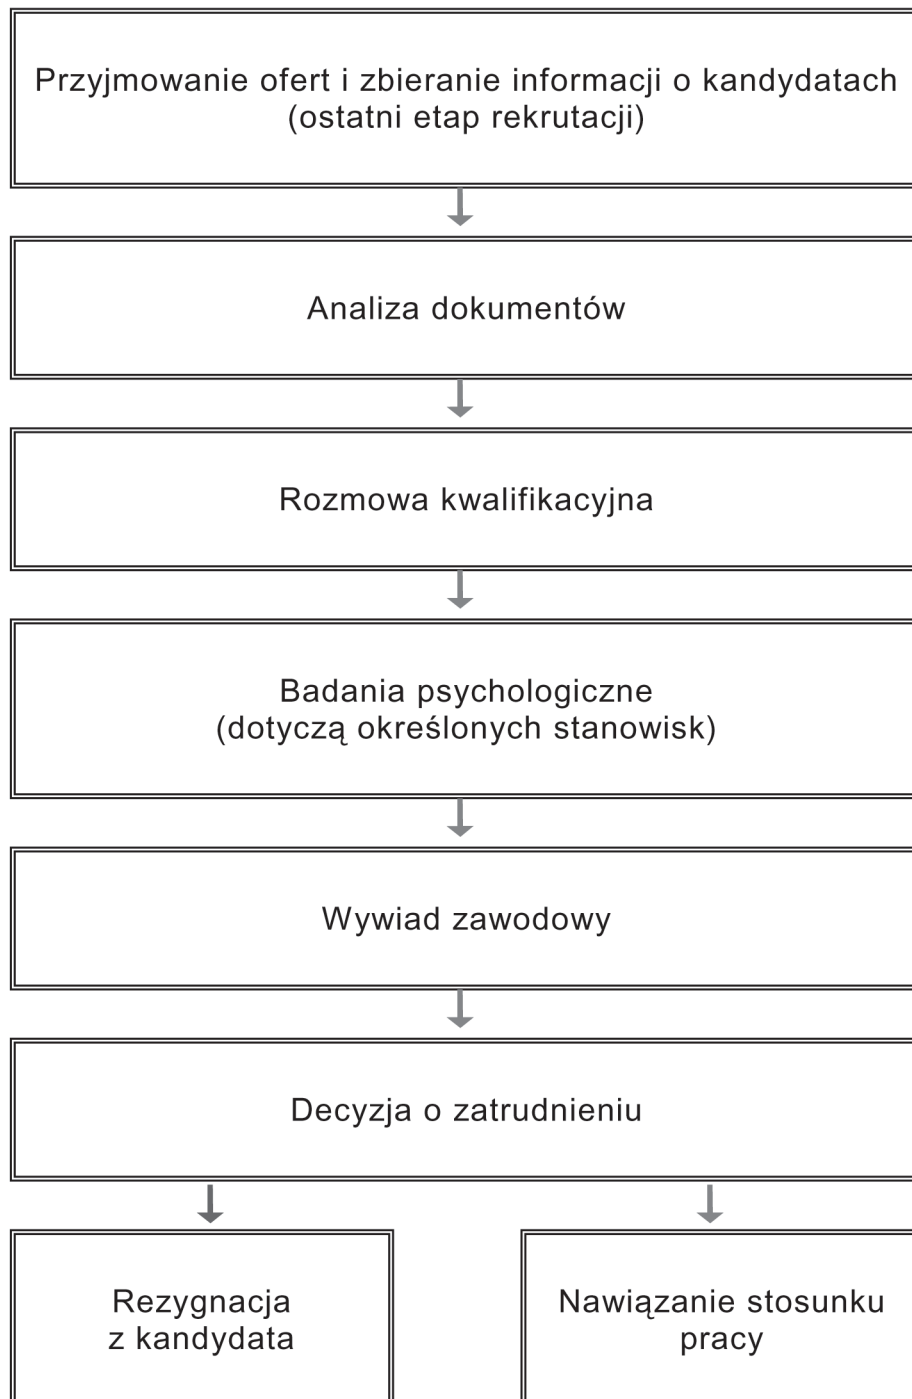 Przyjmowanie ofert i zbieranie informacji o kandydatach
(ostatni etap rekrutacji)
Analiza dokumentów
Rozmowa kwalifikacyjna
Badania psychologiczne
(dotyczą określonych stanowisk)
Wywiad zawodowy
Decyzja o zatrudnieniu
Rezygnacja
z kandydata
Nawiązanie stosunku
pracy